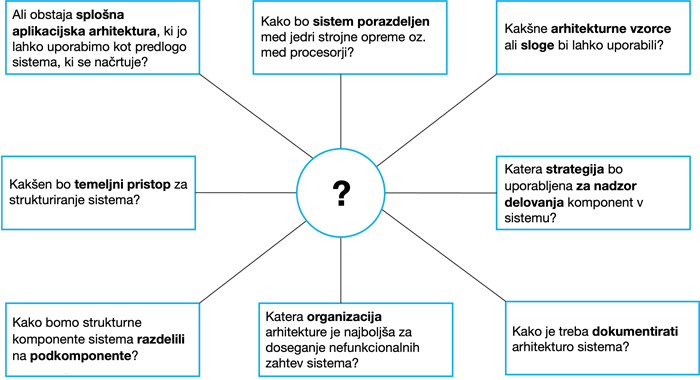 Ali obstaja splošna
aplikacijska arhitektura, ki jo
lahko uporabimo kot predlogo
sistema, ki se načrtuje?
Kako bo sistem porazdeljen
med jedri strojne opreme oz.
med procesorji?
Kakšne arhitekturne vzorce
ali sloge bi lahko uporabili?
Kakšen bo temeljni pristop za
strukturiranje sistema?
?
Katera strategija bo
uporabljena za nadzor
delovanja komponent v
sistemu?
Kako bomo strukturne
komponente sistema razdelili
na podkomponente?
Katera organizacija
arhitekture je najboljša za
doseganje nefunkcionalnih
zahtev sistema?
Kako je treba dokumentirati
arhitekturo sistema?